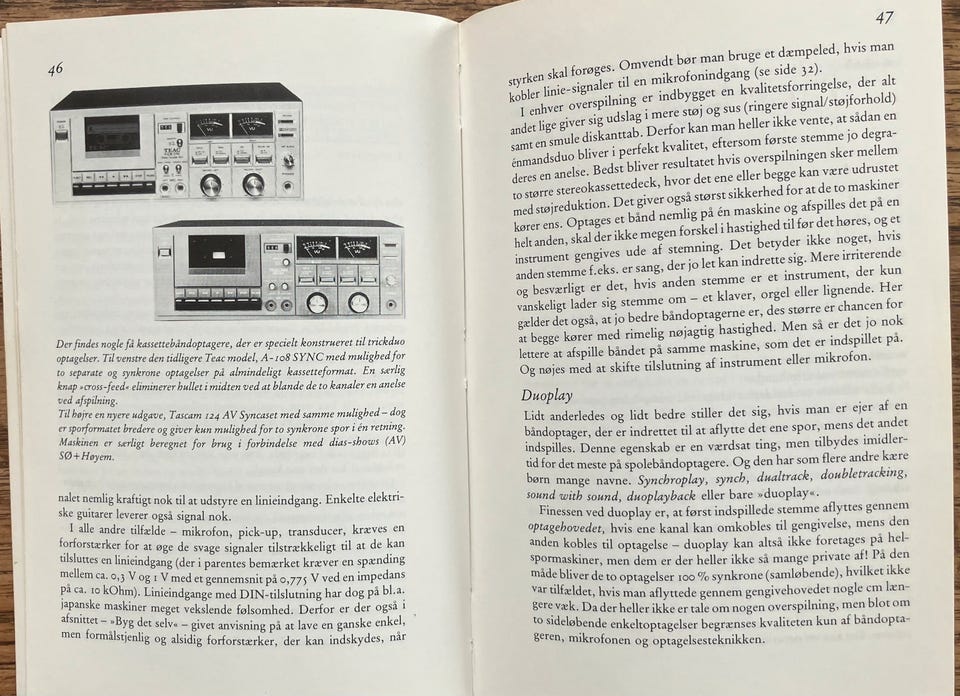 46
TEAC
VU
VU
Der findes nogle få kassettebåndoptagere, der er specielt konstrueret til trickduo
optagelser. Til venstre den tidligere Teac model, A-108 SYNC med mulighed for
to separate og synkrone optagelser på almindeligt kassetteformat. En særlig
knap »cross-feed« eliminerer hullet i midten ved at blande de to kanaler en anelse
ved afspilning.
Til højre en nyere udgave, Tascam 124 AV Syncaset med samme mulighed – dog
er sporformatet bredere og giver kun mulighed for to synkrone spor i én retning.
Maskinen er særligt beregnet for brug i forbindelse med dias-shows (AV)
SØ+Høyem.
nalet nemlig kraftigt nok til at udstyre en linieindgang. Enkelte elektri-
ske guitarer leverer også signal nok.
I alle andre tilfælde – mikrofon, pick-up, transducer, kræves en
forforstærker for at øge de svage signaler tilstrækkeligt til at de kan
tilsluttes en linieindgang (der i parentes bemærket kræver en spænding
mellem ca. 0,3 V og 1 V med et gennemsnit på 0,775 V ved en impedans
på ca. 10 kOhm). Linieindgange med DIN-tilslutning har dog på bl.a.
japanske maskiner meget vekslende følsomhed. Derfor er der også i
afsnittet – »Byg det selv« – givet anvisning på at lave en ganske enkel,
men formålstjenlig og alsidig forforstærker, der kan indskydes, når
47
styrken skal forøges. Omvendt bør man bruge et dæmpeled, hvis man
kobler linie-signaler til en mikrofonindgang (se side 32).
I enhver overspilning er indbygget en kvalitetsforringelse, der alt
andet lige giver sig udslag i mere støj og sus (ringere signal/støjforhold)
samt en smule diskanttab. Derfor kan man heller ikke vente, at sådan en
énmandsduo bliver i perfekt kvalitet, eftersom første stemme jo degra-
deres en anelse. Bedst bliver resultatet hvis overspilningen sker mellem
to større stereokassettedeck, hvor det ene eller begge kan være udrustet
med støjreduktion. Det giver også størst sikkerhed for at de to maskiner
kører ens. Optages et bånd nemlig på én maskine og afspilles det på en
helt anden, skal der ikke megen forskel i hastighed til før det høres, og et
instrument gengives ude af stemning. Det betyder ikke noget, hvis
anden stemme f.eks. er sang, der jo let kan indrette sig. Mere irriterende
og besværligt er det, hvis anden stemme er et instrument, der kun
vanskeligt lader sig stemme om – et klaver, orgel eller lignende. Her
gælder det også, at jo bedre båndoptagerne er, des større er chancen for
at begge kører med rimelig nøjagtig hastighed. Men så er det jo nok
lettere at afspille båndet på samme maskine, som det er indspillet på.
Og nøjes med at skifte tilslutning af instrument eller mikrofon.
Duoplay
Lidt anderledes og lidt bedre stiller det sig, hvis man er ejer af en
båndoptager, der er indrettet til at aflytte det ene spor, mens det andet
indspilles. Denne egenskab er en værdsat ting, men tilbydes imidler-
tid for det meste på spolebåndoptagere. Og den har som flere andre kære
børn mange navne. Synchroplay, synch, dualtrack, doubletracking,
sound with sound, duoplayback eller bare »duoplay«.
Finessen ved duoplay er, at først indspillede stemme aflyttes gennem
optagehovedet, hvis ene kanal kan omkobles til gengivelse, mens den
anden kobles til optagelse – duoplay kan altså ikke foretages på hel-
spormaskiner, men dem er der heller ikke så mange private af! På den
måde bliver de to optagelser 100 % synkrone (samløbende), hvilket ikke
var tilfældet, hvis man aflyttede gennem gengivehovedet nogle cm læn-
gere væk. Da der heller ikke er tale om nogen overspilning, men blot om
to sideløbende enkeltoptagelser begrænses kvaliteten kun af båndopta-
geren, mikrofonen og optagelsesteknikken.